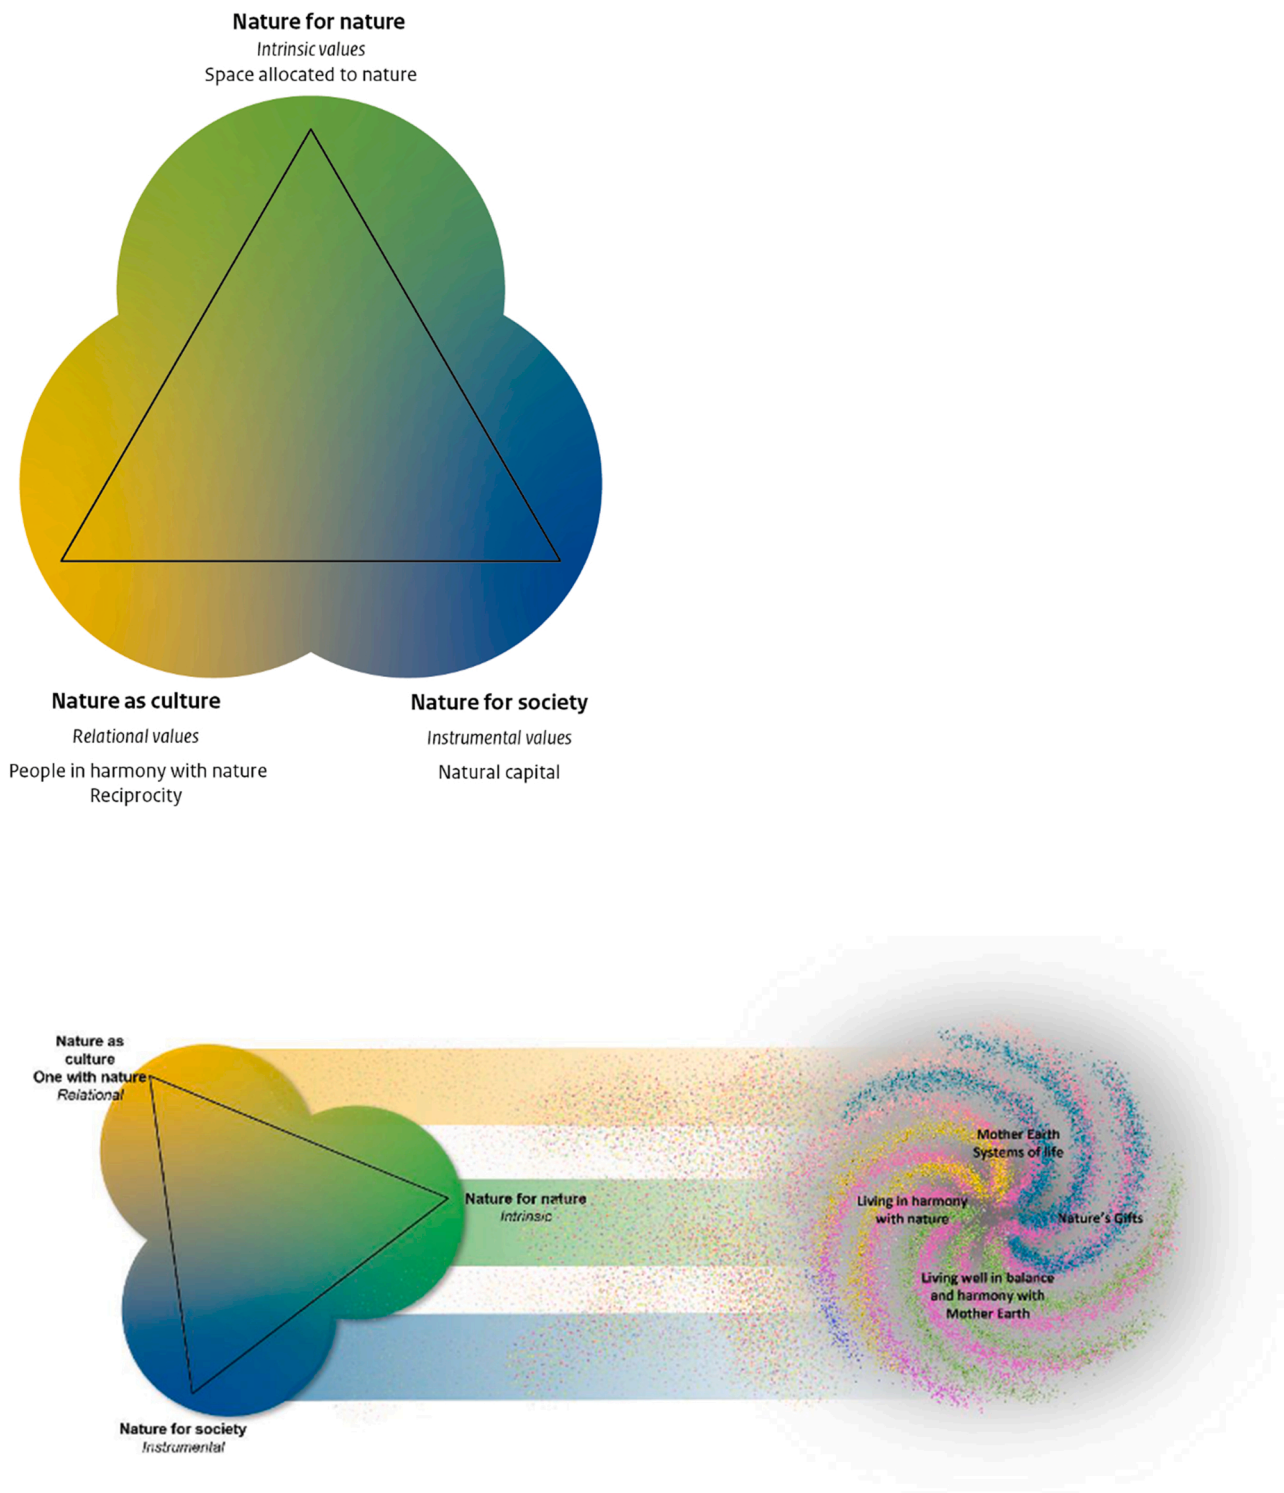 Nature for nature
Intrinsic values
Space allocated to nature
Nature as culture
Relational values
People in harmony with nature
Reciprocity
Nature for society
Instrumental values
Natural capital
Nature as
culture
One with nature
Relational
Nature for nature
Intrinsic
Nature for society
Instrumental
Mother Earth
Systems of life
Living in harmony
with nature
Nature's Gifts
Living well in balance
and harmony with
Mother Earth